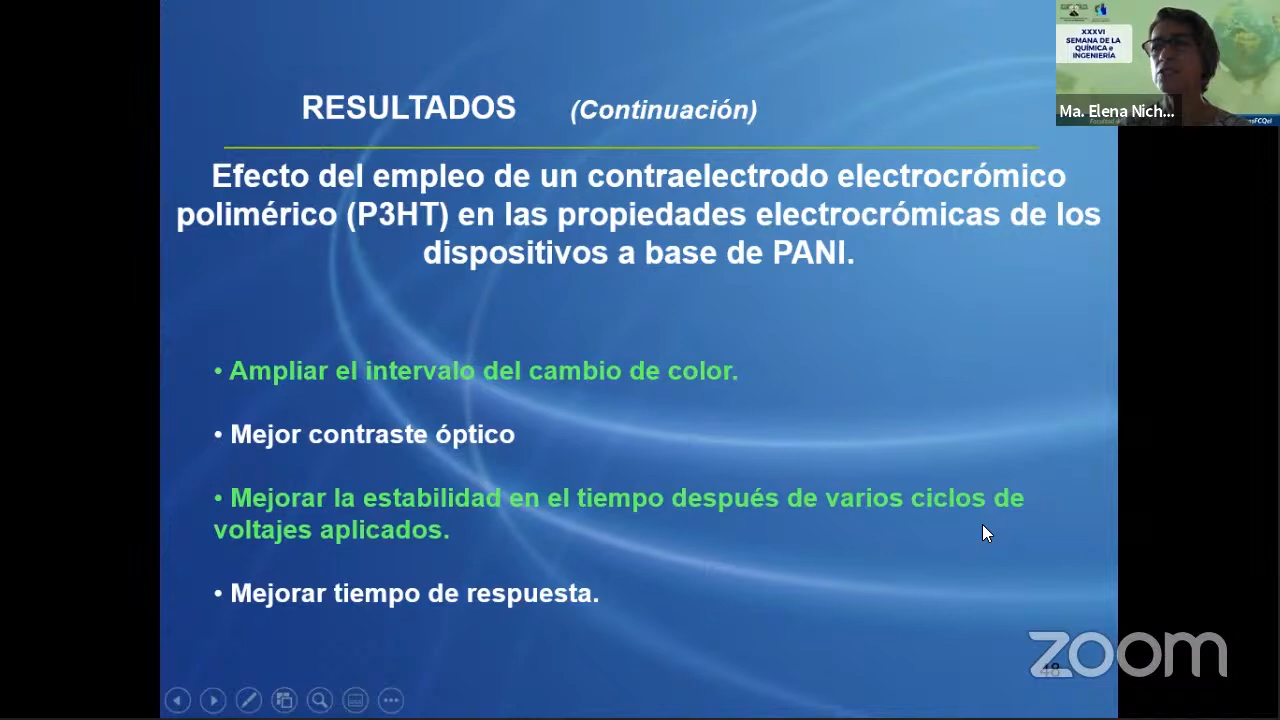 RESULTADOS (Continuación)
Efecto del empleo de un contraelectrodo electrocrómico
polimérico (P3HT) en las propiedades electrocrómicas de los
dispositivos a base de PANI.
• Ampliar el intervalo del cambio de color.
• Mejor contraste óptico
• Mejorar la estabilidad en el tiempo después de varios ciclos de
voltajes aplicados.
• Mejorar tiempo de respuesta.
48
zoom
XXXVI
SEMANA DE LA
QUÍMICA e
INGENIERÍA
Ma. Elena Nich...